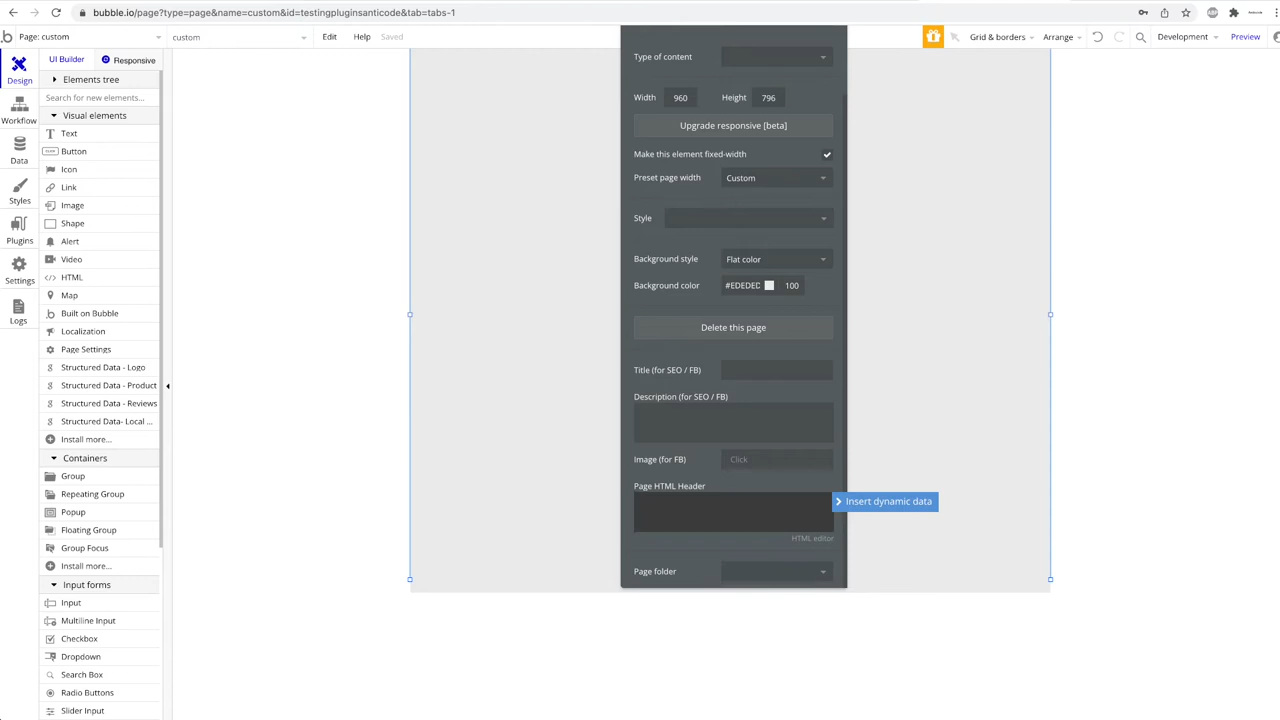 bubble.io/page?type=page&name=custom&id=testingpluginsanticode&tab=tabs-1
Page: custom
custom
Edit
Help
Saved
Grid & borders
Arrange
Development
Preview
Design
Workflow
Data
Styles
Plugins
Settings
Logs
UI Builder
Responsive
Elements tree
Search for new elements...
Visual elements
Text
Button
Icon
Link
Image
Shape
Alert
Video
HTML
Map
Built on Bubble
Localization
Page Settings
Structured Data - Logo
Structured Data - Product
Structured Data - Reviews
Structured Data- Local ...
Install more...
Containers
Group
Repeating Group
Popup
Floating Group
Group Focus
Install more...
Input forms
Input
Multiline Input
Checkbox
Dropdown
Search Box
Radio Buttons
Slider Input
Type of content
Width 960 Height 796
Upgrade responsive [beta]
Make this element fixed-width
Preset page width Custom
Style
Background style Flat color
Background color #EDEDED 100
Delete this page
Title (for SEO / FB)
Description (for SEO / FB)
Image (for FB) Click
Page HTML Header
Insert dynamic data
HTML editor
Page folder